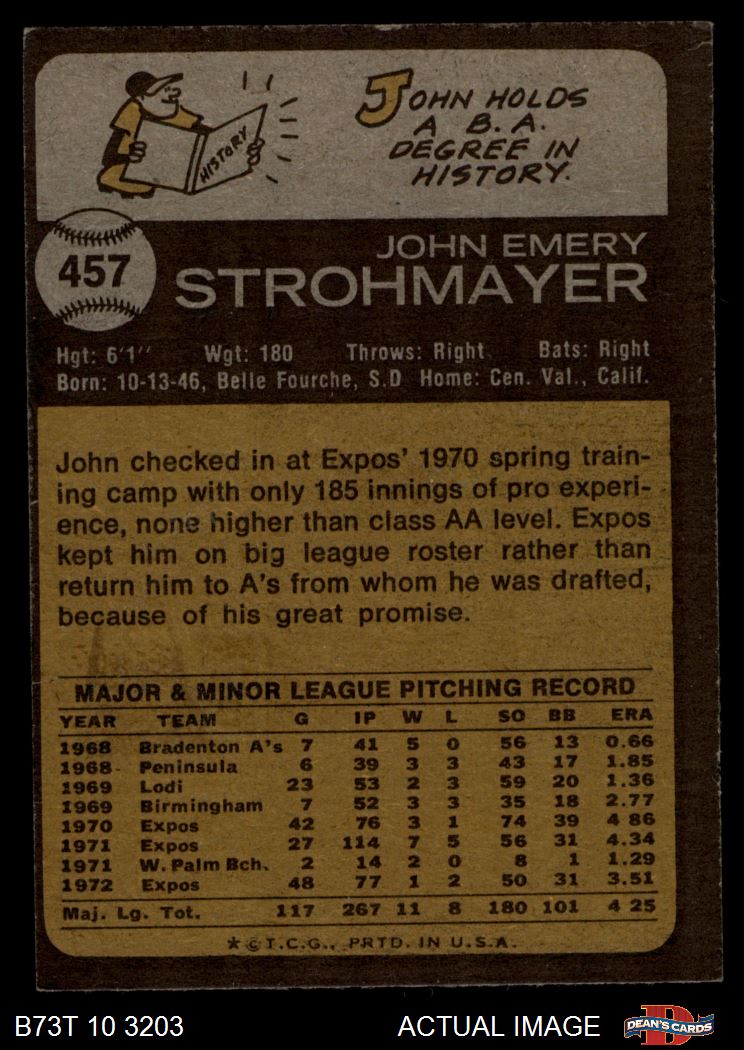 JOHN HOLDS
A B.A.
DEGREE IN
HISTORY.
HISTORY
457
JOHN EMERY
STROHMAYER
Hgt: 6'1" Wgt: 180 Throws: Right Bats: Right
Born: 10-13-46, Belle Fourche, S.D Home: Cen. Val., Calif.
John checked in at Expos' 1970 spring train-
ing camp with only 185 innings of pro experi-
ence, none higher than class AA level. Expos
kept him on big league roster rather than
return him to A's from whom he was drafted,
because of his great promise.
MAJOR & MINOR LEAGUE PITCHING RECORD
YEAR TEAM G IP W L SO BB ERA
1968 Bradenton A's 7 41 5 0 56 13 0.66
1968 Peninsula 6 39 3 3 43 17 1.85
1969 Lodi 23 53 2 3 59 20 1.36
1969 Birmingham 7 52 3 3 35 18 2.77
1970 Expos 42 76 3 1 74 39 4 86
1971 Expos 27 114 7 5 56 31 4.34
1971 W. Palm Bch. 2 14 2 0 8 1 1.29
1972 Expos 48 77 1 2 50 31 3.51
Maj. Lg. Tot. 117 267 11 8 180 101 4 25
★ © T.C.G., PRTD. IN U.S.A.
B73T 10 3203 ACTUAL IMAGE D DEAN'S CARDS